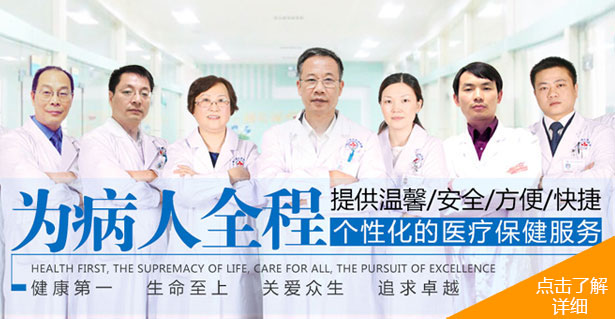 为病人全程
提供温馨/安全/方便/快捷
个性化的医疗保健服务
HEALTH FIRST, THE SUPREMACY OF LIFE, CARE FOR ALL, THE PURSUIT OF EXCELLENCE
健康第一 生命至上 关爱众生 追求卓越
点击了解
详细